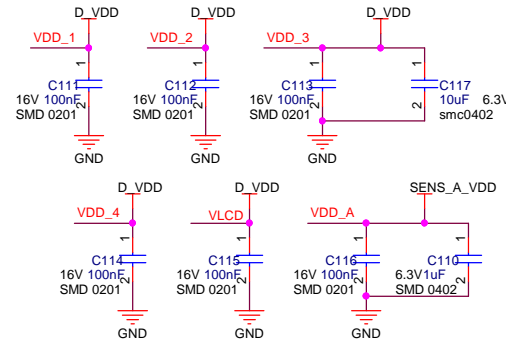 D_VDD D_VDD D_VDD
VDD_1 VDD_2 VDD_3
1 1 1 1
C111 C112 C113 C117
16V 100nF 16V 100nF 16V 100nF 10uF 6.3V
2 2 2 2
SMD 0201 SMD 0201 SMD 0201 smc0402
GND GND GND
D_VDD D_VDD SENS_A_VDD
VDD_4 VLCD VDD_A
1 1 1 1
C114 C115 C116 C110
16V 100nF 16V 100nF 16V 100nF 6.3V 1uF
2 2 2 2
SMD 0201 SMD 0201 SMD 0201 SMD 0402
GND GND GND